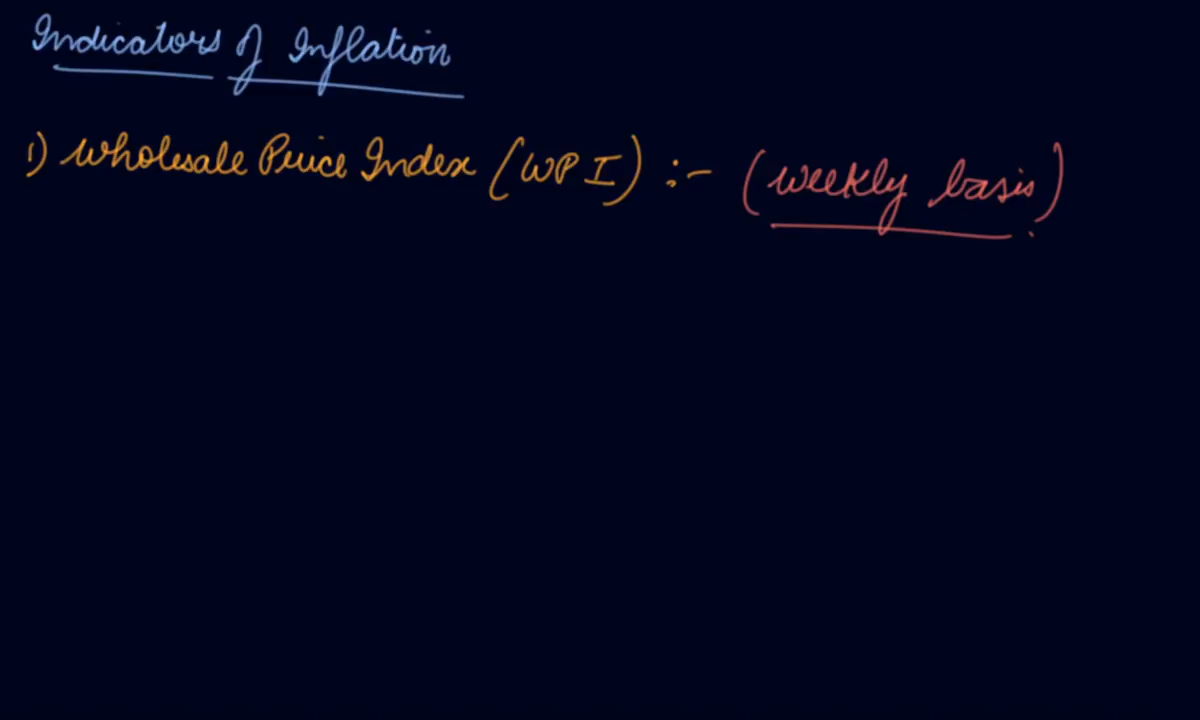 Indicators of Inflation
1) Wholesale Price Index (WPI) :- (weekly basis)